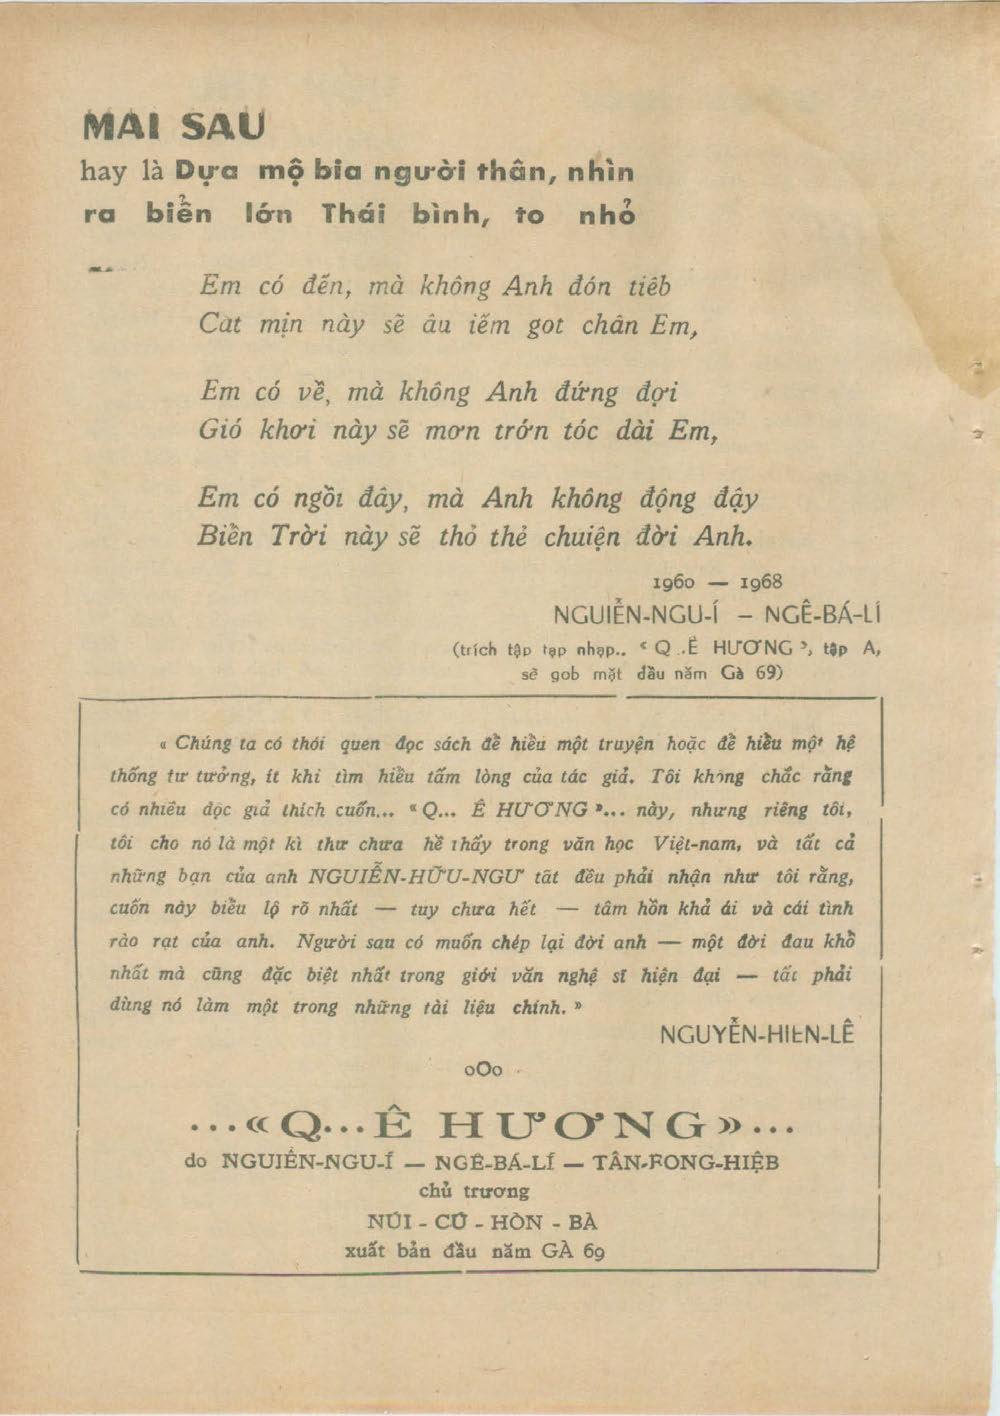 MAI SAU
hay là Dựa mộ bia người thân, nhìn
ra biển lớn Thái bình, to nhỏ
Em có đến, mà không Anh đón tiêb
Cat mịn này sẽ âu iếm got chân Em,
Em có về, mà không Anh đứng đợi
Gió khơi này sẽ mơn trớn tóc dài Em,
Em có ngồi đây, mà Anh không động đậy
Biển Trời này sẽ thỏ thẻ chuiện đời Anh.
1960 — 1968
NGUIỄN-NGU-Í – NGÊ-BÁ-LÍ
(trích tập tạp nhạp.. «Q..Ê HƯƠNG», tập A,
sẽ gob mặt đầu năm Gà 69)
« Chúng ta có thói quen đọc sách để hiểu một truyện hoặc để hiểu một hệ
thống tư tưởng, ít khi tìm hiểu tấm lòng của tác giả. Tôi không chắc rằng
có nhiêu độc giả thích cuốn... «Q... Ê HƯƠNG»... này, nhưng riêng tôi,
tôi cho nó là một kì thư chưa hề thấy trong văn học Việt-nam, và tất cả
những bạn của anh NGUIỄN-HỮU-NGƯ tất đều phải nhận như tôi rằng,
cuốn này biểu lộ rõ nhất — tuy chưa hết — tâm hồn khả ái và cái tình
rào rạt của anh. Người sau có muốn chép lại đời anh — một đời đau khổ
nhất mà cũng đặc biệt nhất trong giới văn nghệ sĩ hiện đại — tất phải
dùng nó làm một trong những tài liệu chính. »
NGUYỄN-HIẾN-LÊ
oOo
...«Q...Ê HƯƠNG»...
do NGUIỄN-NGU-Í — NGÊ-BÁ-LÍ — TÂN-FONG-HIỆB
chủ trương
NÚI - CÚ - HÒN - BÀ
xuất bản đầu năm GÀ 69